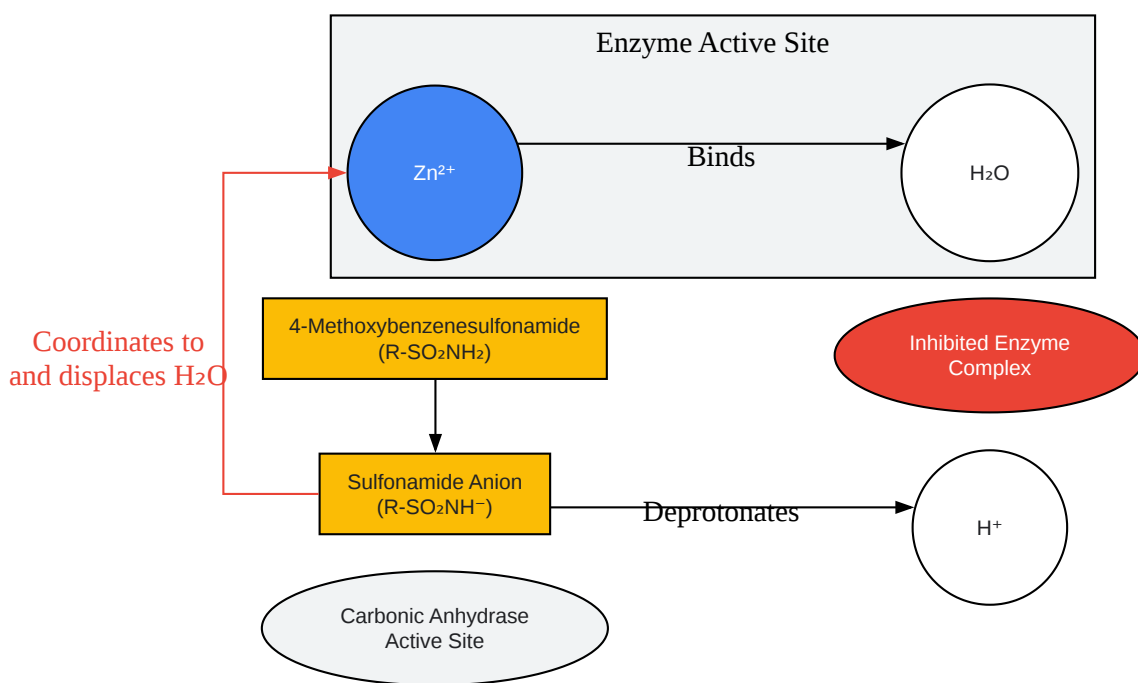 Enzyme Active Site
Zn²⁺
Binds
H₂O
4-Methoxybenzenesulfonamide
(R-SO₂NH₂)
Coordinates to
and displaces H₂O
Inhibited Enzyme
Complex
Sulfonamide Anion
(R-SO₂NH⁻)
Deprotonates
H⁺
Carbonic Anhydrase
Active Site